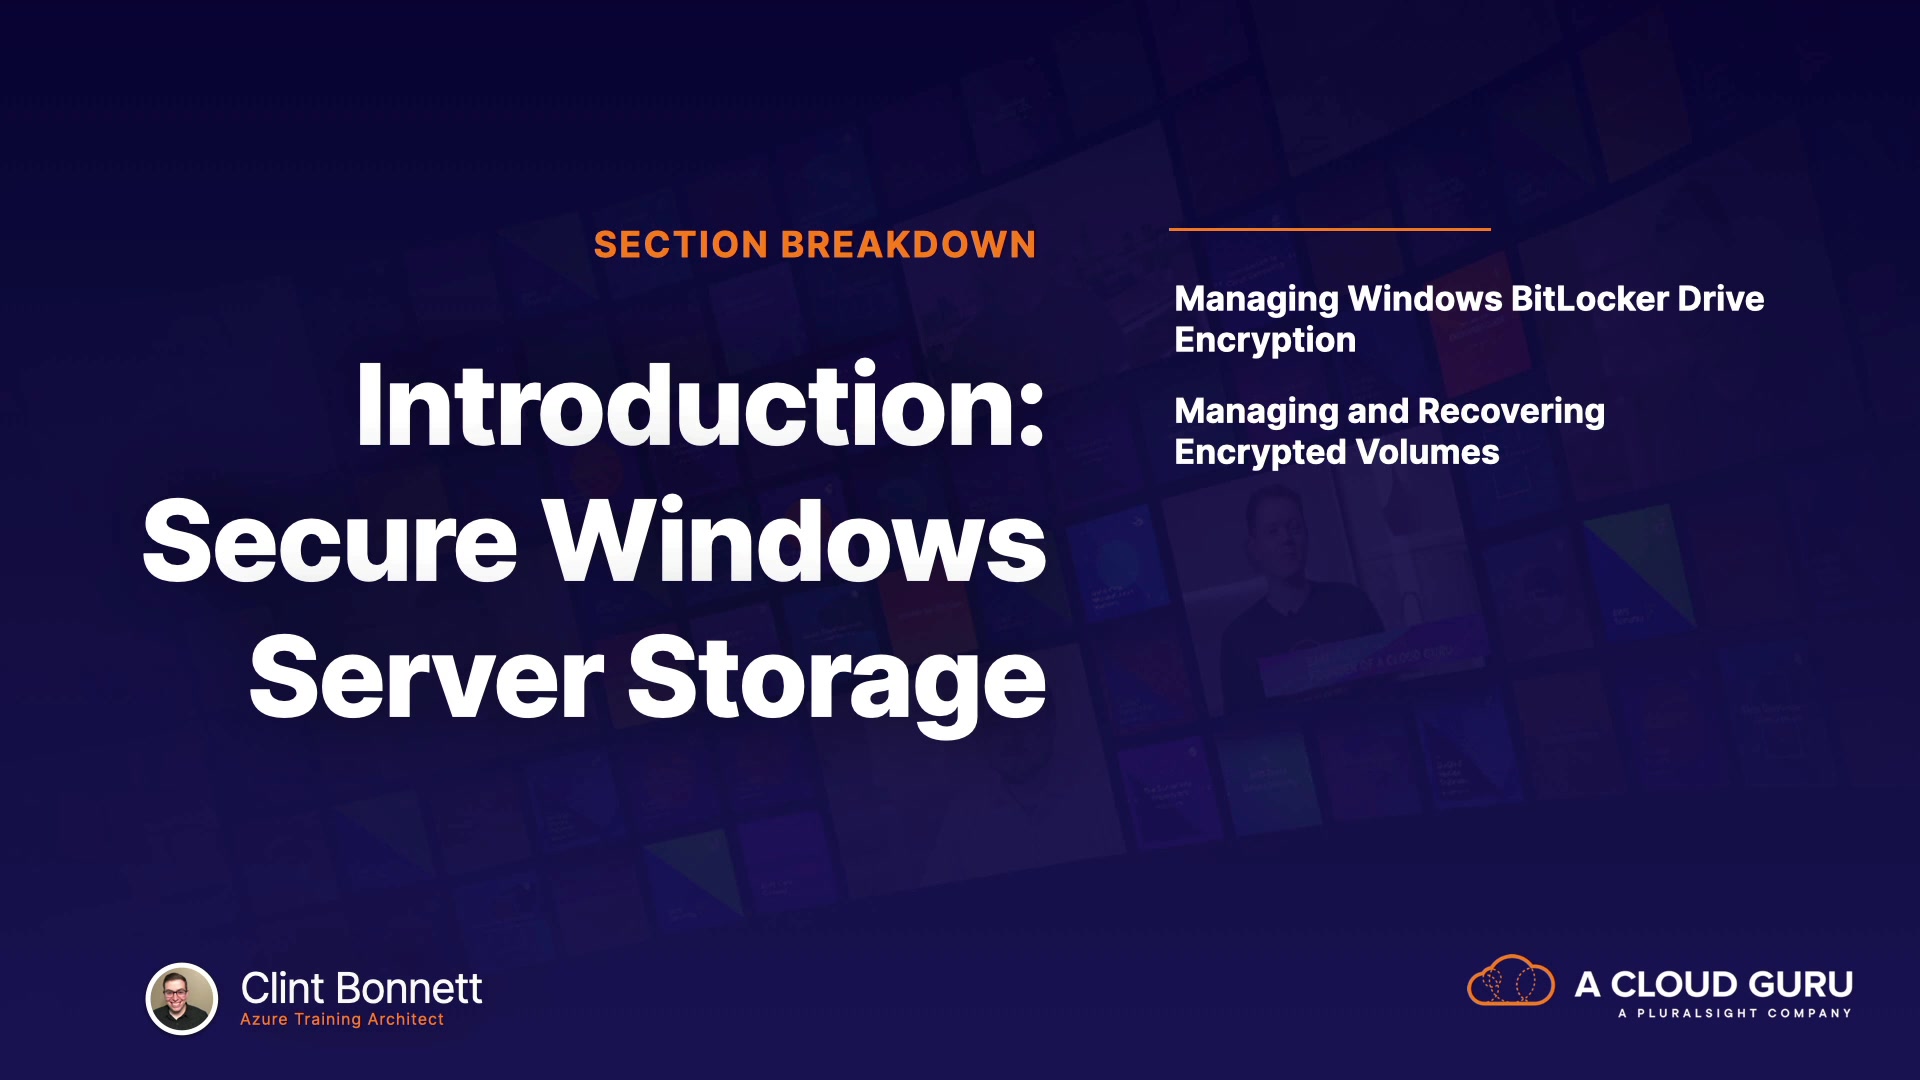 SECTION BREAKDOWN
Introduction:
Secure Windows
Server Storage
Managing Windows BitLocker Drive
Encryption
Managing and Recovering
Encrypted Volumes
Clint Bonnett
Azure Training Architect
A CLOUD GURU
A PLURALSIGHT COMPANY